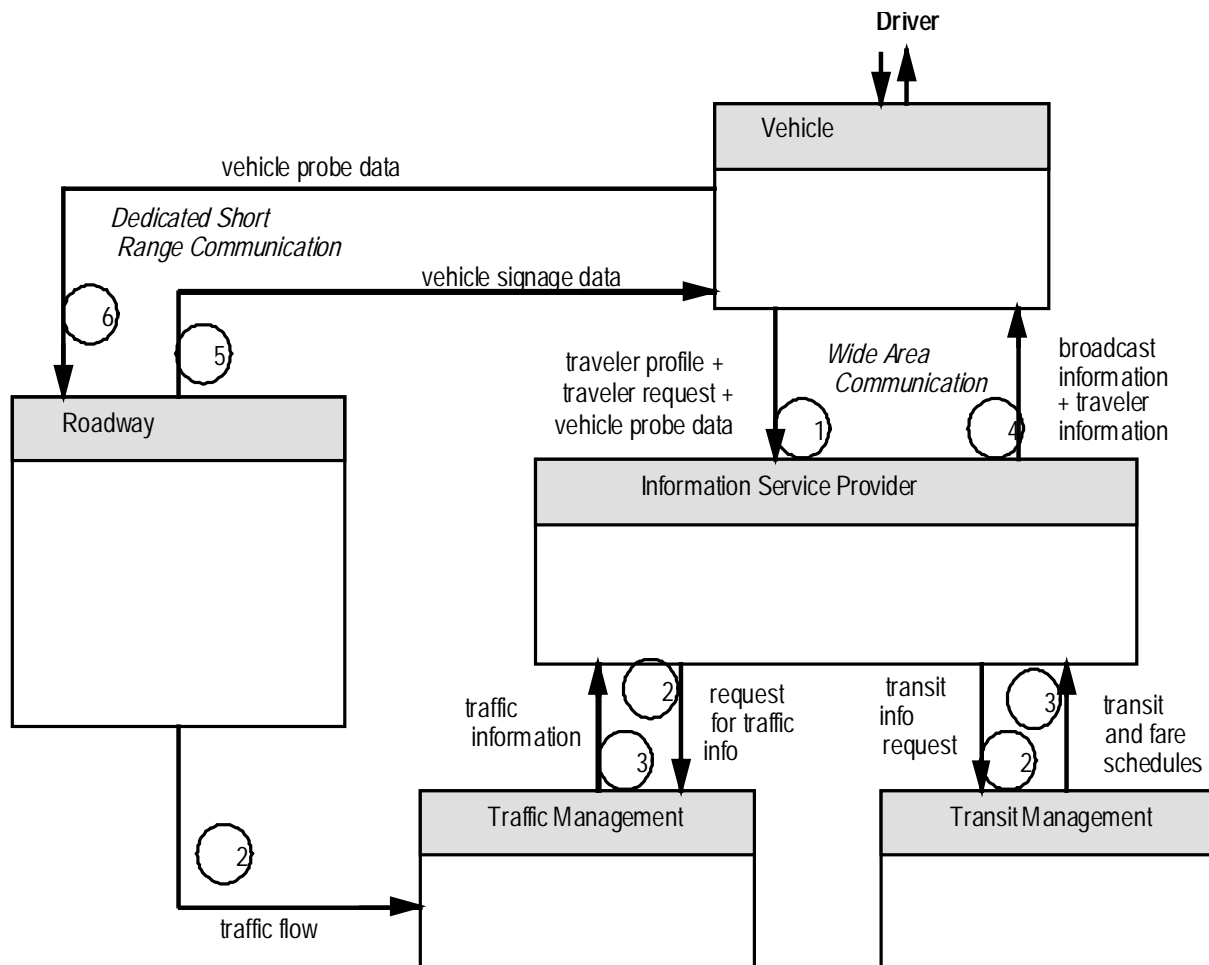 Driver
Vehicle
vehicle probe data
Dedicated Short
Range Communication
vehicle signage data
6
5
traveler profile +
traveler request +
vehicle probe data
Wide Area
Communication
broadcast
information
+ traveler
information
1
4
Roadway
Information Service Provider
traffic
information
2
request
for traffic
info
transit
info
request
3
transit
and fare
schedules
3
2
Traffic Management
Transit Management
2
traffic flow